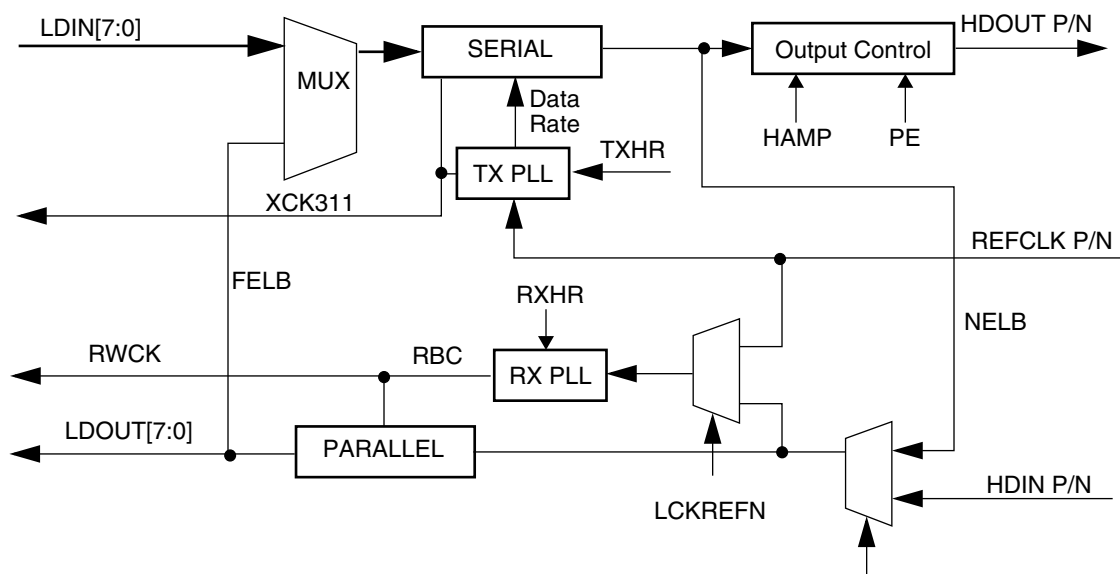 LDIN[7:0]
MUX
SERIAL
Output Control
HDOUT P/N
Data
Rate
HAMP
PE
TX PLL
TXHR
XCK311
REFCLK P/N
FELB
RXHR
NELB
RWCK
RBC
RX PLL
LDOUT[7:0]
PARALLEL
LCKREFN
HDIN P/N